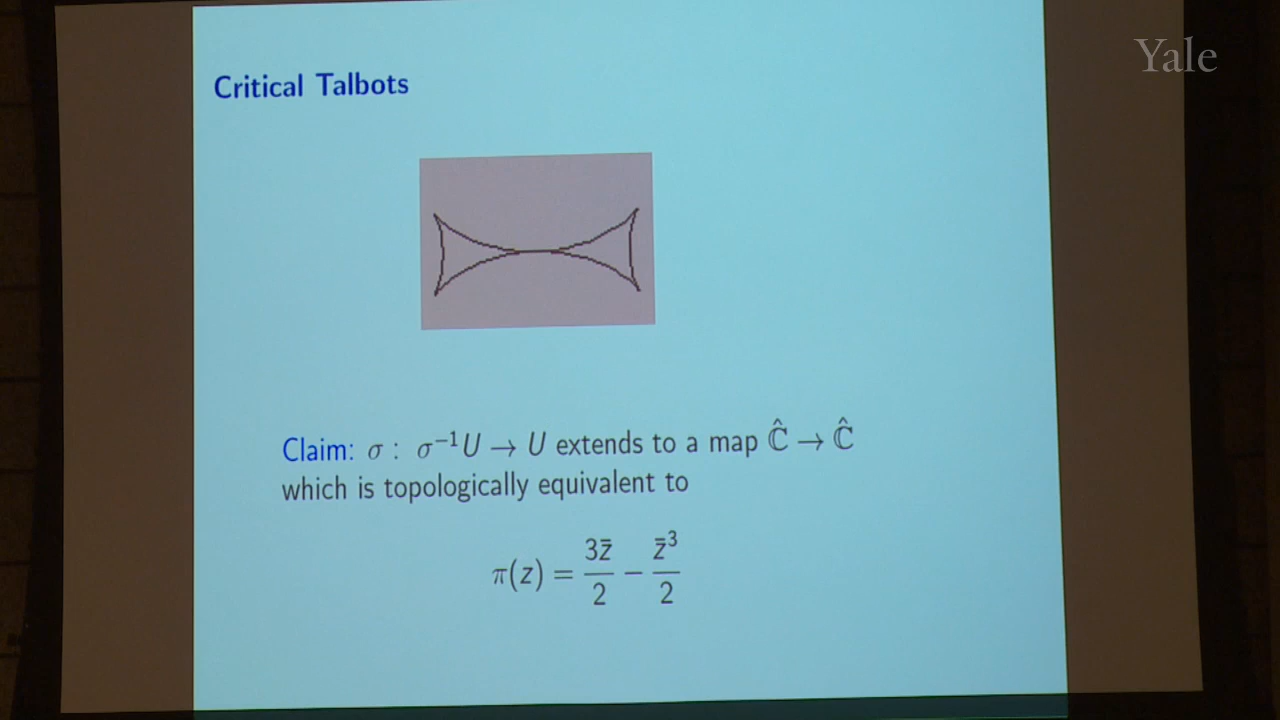 Yale
Critical Talbots
Claim: σ : σ⁻¹U → U extends to a map Ĉ → Ĉ
which is topologically equivalent to
π(z) = 3z̄/2 − z̄³/2